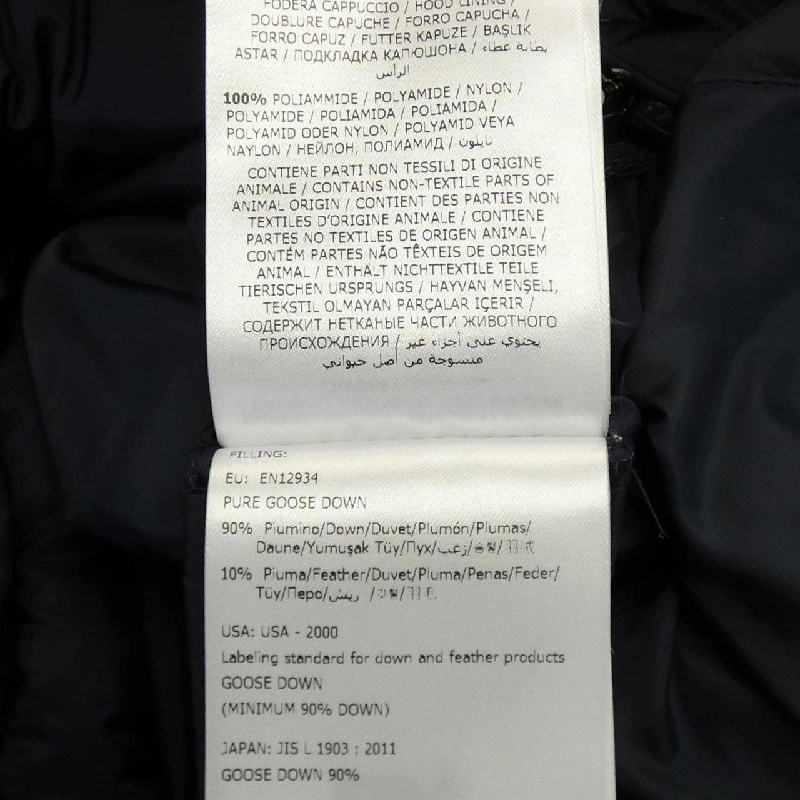 FODERA CAPPUCCIO / HOOD LINING /
DOUBLURE CAPUCHE / FORRO CAPUCHA /
FORRO CAPUZ / FUTTER KAPUZE / BAŞLIK
ASTAR / ПОДКЛАДКА КАПЮШОНА / بطانة غطاء
الرأس
100% POLIAMMIDE / POLYAMIDE / NYLON /
POLYAMIDE / POLIAMIDA / POLIAMIDA /
POLYAMID ODER NYLON / POLYAMID VEYA
NAYLON / НЕЙЛОН, ПОЛИАМИД / نايلون
CONTIENE PARTI NON TESSILI DI ORIGINE
ANIMALE / CONTAINS NON-TEXTILE PARTS OF
ANIMAL ORIGIN / CONTIENT DES PARTIES NON
TEXTILES D'ORIGINE ANIMALE / CONTIENE
PARTES NO TEXTILES DE ORIGEN ANIMAL /
CONTÉM PARTES NÃO TÊXTEIS DE ORIGEM
ANIMAL / ENTHÄLT NICHTTEXTILE TEILE
TIERISCHEN URSPRUNGS / HAYVAN MENŞELİ,
TEKSTIL OLMAYAN PARÇALAR IÇERIR /
СОДЕРЖИТ НЕТКАНЫЕ ЧАСТИ ЖИВОТНОГО
ПРОИСХОЖДЕНИЯ / يحتوي على أجزاء غير
منسوجة من أصل حيواني
FILLING:
EU: EN12934
PURE GOOSE DOWN
90% Piumino/Down/Duvet/Plumón/Plumas/
Daune/Yumuşak Tüy/Пух/زغب/
10% Piuma/Feather/Duvet/Pluma/Penas/Feder/
Tüy/Перо/ريش /
USA: USA - 2000
Labeling standard for down and feather products
GOOSE DOWN
(MINIMUM 90% DOWN)
JAPAN: JIS L 1903 : 2011
GOOSE DOWN 90%